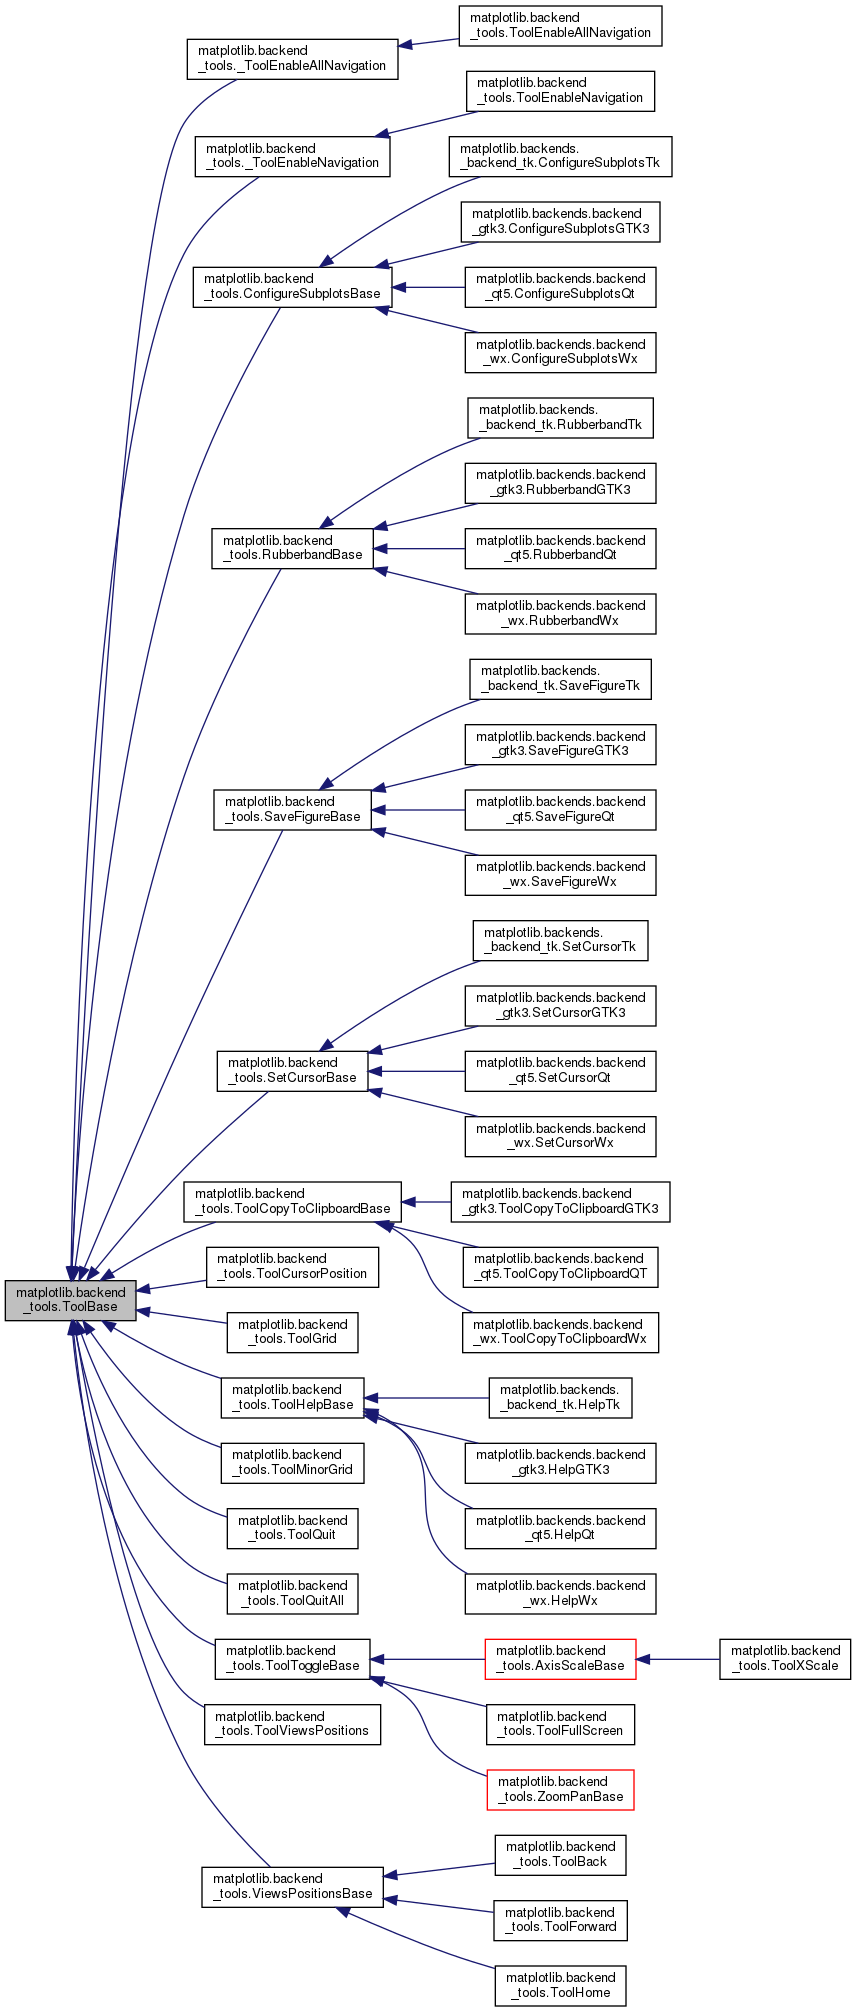 matplotlib.backend
_tools.ToolEnableAllNavigation
matplotlib.backend
_tools._ToolEnableAllNavigation
matplotlib.backend
_tools.ToolEnableNavigation
matplotlib.backend
_tools._ToolEnableNavigation
matplotlib.backends.
_backend_tk.ConfigureSubplotsTk
matplotlib.backends.backend
_gtk3.ConfigureSubplotsGTK3
matplotlib.backend
_tools.ConfigureSubplotsBase
matplotlib.backends.backend
_qt5.ConfigureSubplotsQt
matplotlib.backends.backend
_wx.ConfigureSubplotsWx
matplotlib.backends.
_backend_tk.RubberbandTk
matplotlib.backends.backend
_gtk3.RubberbandGTK3
matplotlib.backend
_tools.RubberbandBase
matplotlib.backends.backend
_qt5.RubberbandQt
matplotlib.backends.backend
_wx.RubberbandWx
matplotlib.backends.
_backend_tk.SaveFigureTk
matplotlib.backends.backend
_gtk3.SaveFigureGTK3
matplotlib.backend
_tools.SaveFigureBase
matplotlib.backends.backend
_qt5.SaveFigureQt
matplotlib.backends.backend
_wx.SaveFigureWx
matplotlib.backends.
_backend_tk.SetCursorTk
matplotlib.backends.backend
_gtk3.SetCursorGTK3
matplotlib.backend
_tools.SetCursorBase
matplotlib.backends.backend
_qt5.SetCursorQt
matplotlib.backends.backend
_wx.SetCursorWx
matplotlib.backend
_tools.ToolCopyToClipboardBase
matplotlib.backends.backend
_gtk3.ToolCopyToClipboardGTK3
matplotlib.backend
_tools.ToolCursorPosition
matplotlib.backends.backend
_qt5.ToolCopyToClipboardQT
matplotlib.backend
_tools.ToolBase
matplotlib.backend
_tools.ToolGrid
matplotlib.backends.backend
_wx.ToolCopyToClipboardWx
matplotlib.backend
_tools.ToolHelpBase
matplotlib.backends.
_backend_tk.HelpTk
matplotlib.backend
_tools.ToolMinorGrid
matplotlib.backends.backend
_gtk3.HelpGTK3
matplotlib.backend
_tools.ToolQuit
matplotlib.backends.backend
_qt5.HelpQt
matplotlib.backend
_tools.ToolQuitAll
matplotlib.backends.backend
_wx.HelpWx
matplotlib.backend
_tools.ToolToggleBase
matplotlib.backend
_tools.AxisScaleBase
matplotlib.backend
_tools.ToolXScale
matplotlib.backend
_tools.ToolViewsPositions
matplotlib.backend
_tools.ToolFullScreen
matplotlib.backend
_tools.ZoomPanBase
matplotlib.backend
_tools.ToolBack
matplotlib.backend
_tools.ViewsPositionsBase
matplotlib.backend
_tools.ToolForward
matplotlib.backend
_tools.ToolHome